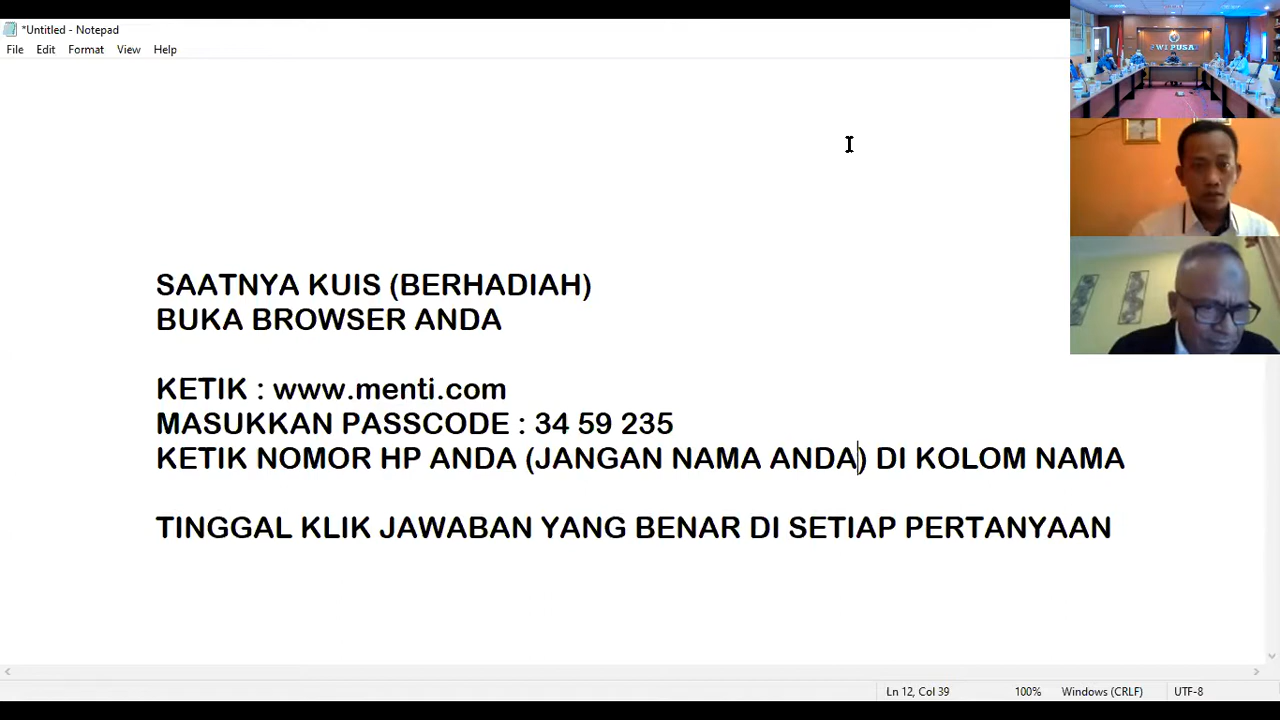 *Untitled - Notepad
File Edit Format View Help
PWI PUSAT
SAATNYA KUIS (BERHADIAH)
BUKA BROWSER ANDA
KETIK : www.menti.com
MASUKKAN PASSCODE : 34 59 235
KETIK NOMOR HP ANDA (JANGAN NAMA ANDA) DI KOLOM NAMA
TINGGAL KLIK JAWABAN YANG BENAR DI SETIAP PERTANYAAN
Ln 12, Col 39 100% Windows (CRLF) UTF-8